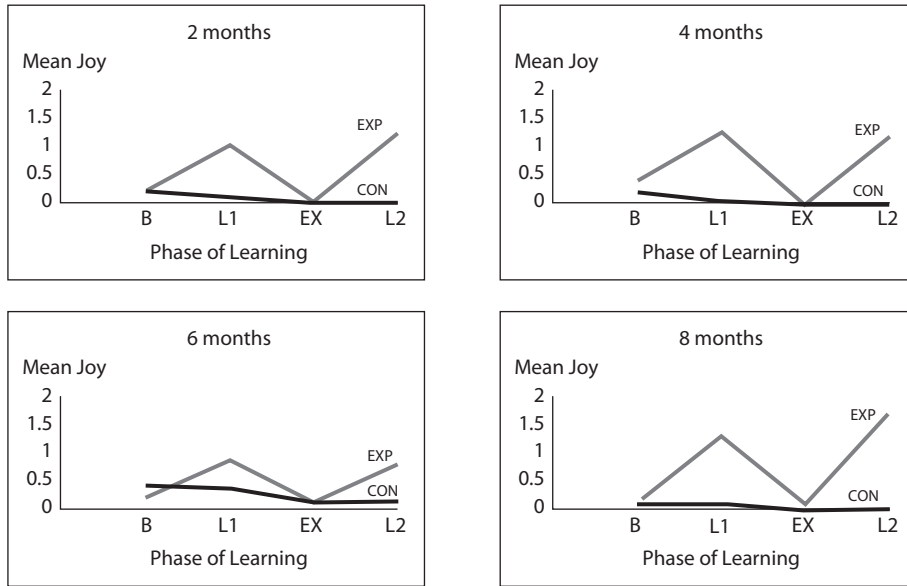 2 months
Mean Joy
2
1.5
1
0.5
0
EXP
CON
B L1 EX L2
Phase of Learning
4 months
Mean Joy
2
1.5
1
0.5
0
EXP
CON
B L1 EX L2
Phase of Learning
6 months
Mean Joy
2
1.5
1
0.5
0
EXP
CON
B L1 EX L2
Phase of Learning
8 months
Mean Joy
2
1.5
1
0.5
0
EXP
CON
B L1 EX L2
Phase of Learning